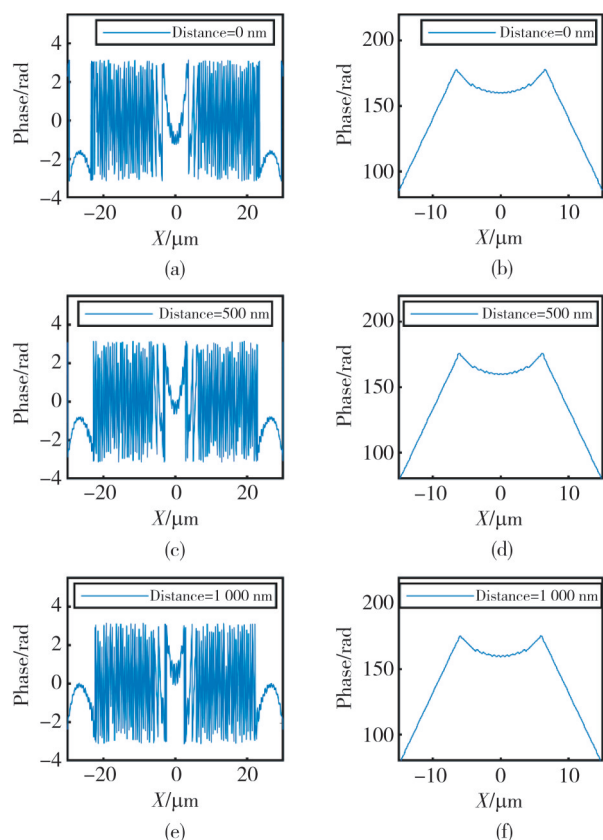 Distance=0 nm
Phase/rad
4
2
0
−2
−4
−20
0
20
X/μm
(a)
Distance=0 nm
Phase/rad
200
150
100
−10
0
10
X/μm
(b)
Distance=500 nm
Phase/rad
4
2
0
−2
−4
−20
0
20
X/μm
(c)
Distance=500 nm
Phase/rad
200
150
100
−10
0
10
X/μm
(d)
Distance=1 000 nm
Phase/rad
4
2
0
−2
−4
−20
0
20
X/μm
(e)
Distance=1 000 nm
Phase/rad
200
150
100
−10
0
10
X/μm
(f)